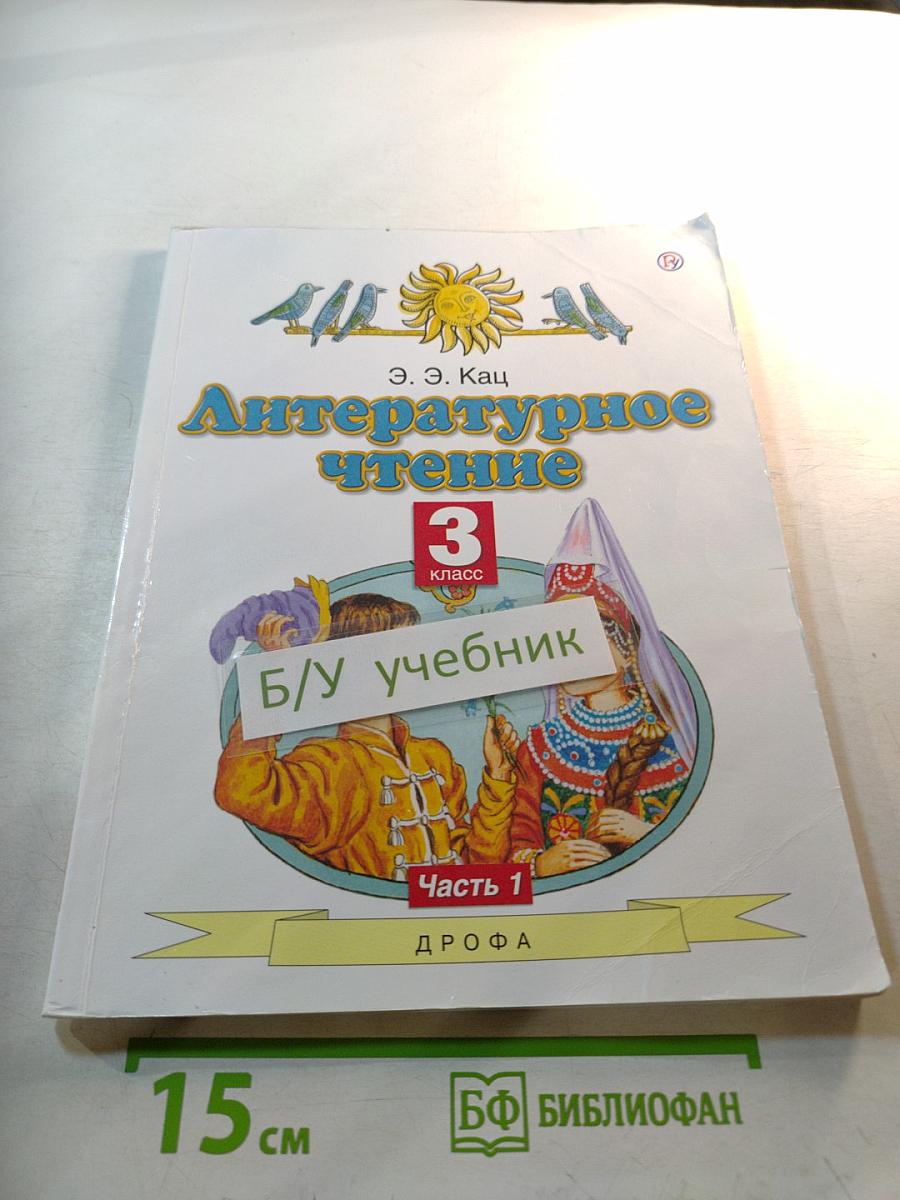 Э. Э. Кац
Литературное
чтение
3
класс
Б/У учебник
Часть 1
ДРОФА
15 см
БФ БИБЛИОФАН